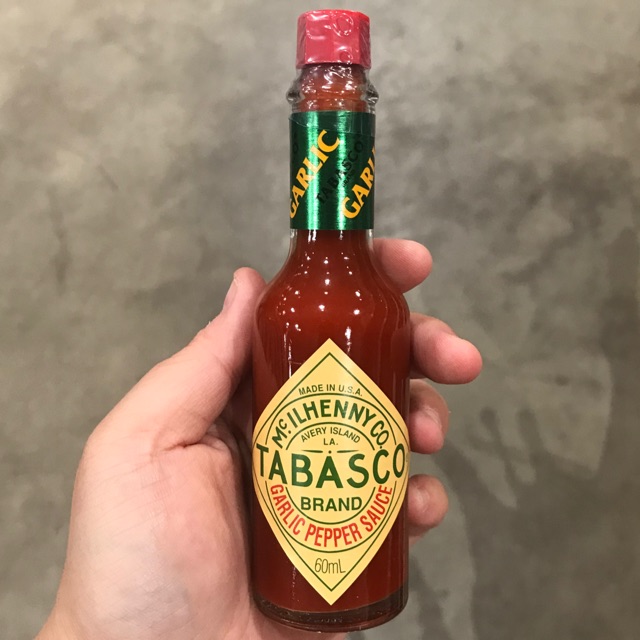 GARLIC
TABASCO
GARLIC
MADE IN U.S.A.
McILHENNY CO.
AVERY ISLAND
LA.
TABASCO
BRAND
GARLIC PEPPER SAUCE
60mL